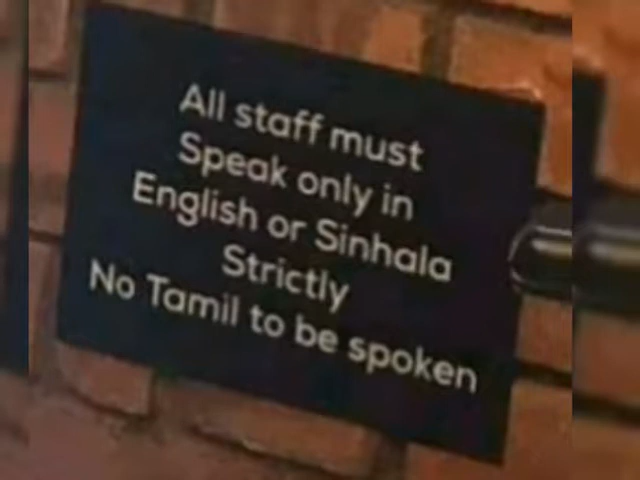 All staff must
Speak only in
English or Sinhala
Strictly
No Tamil to be spoken